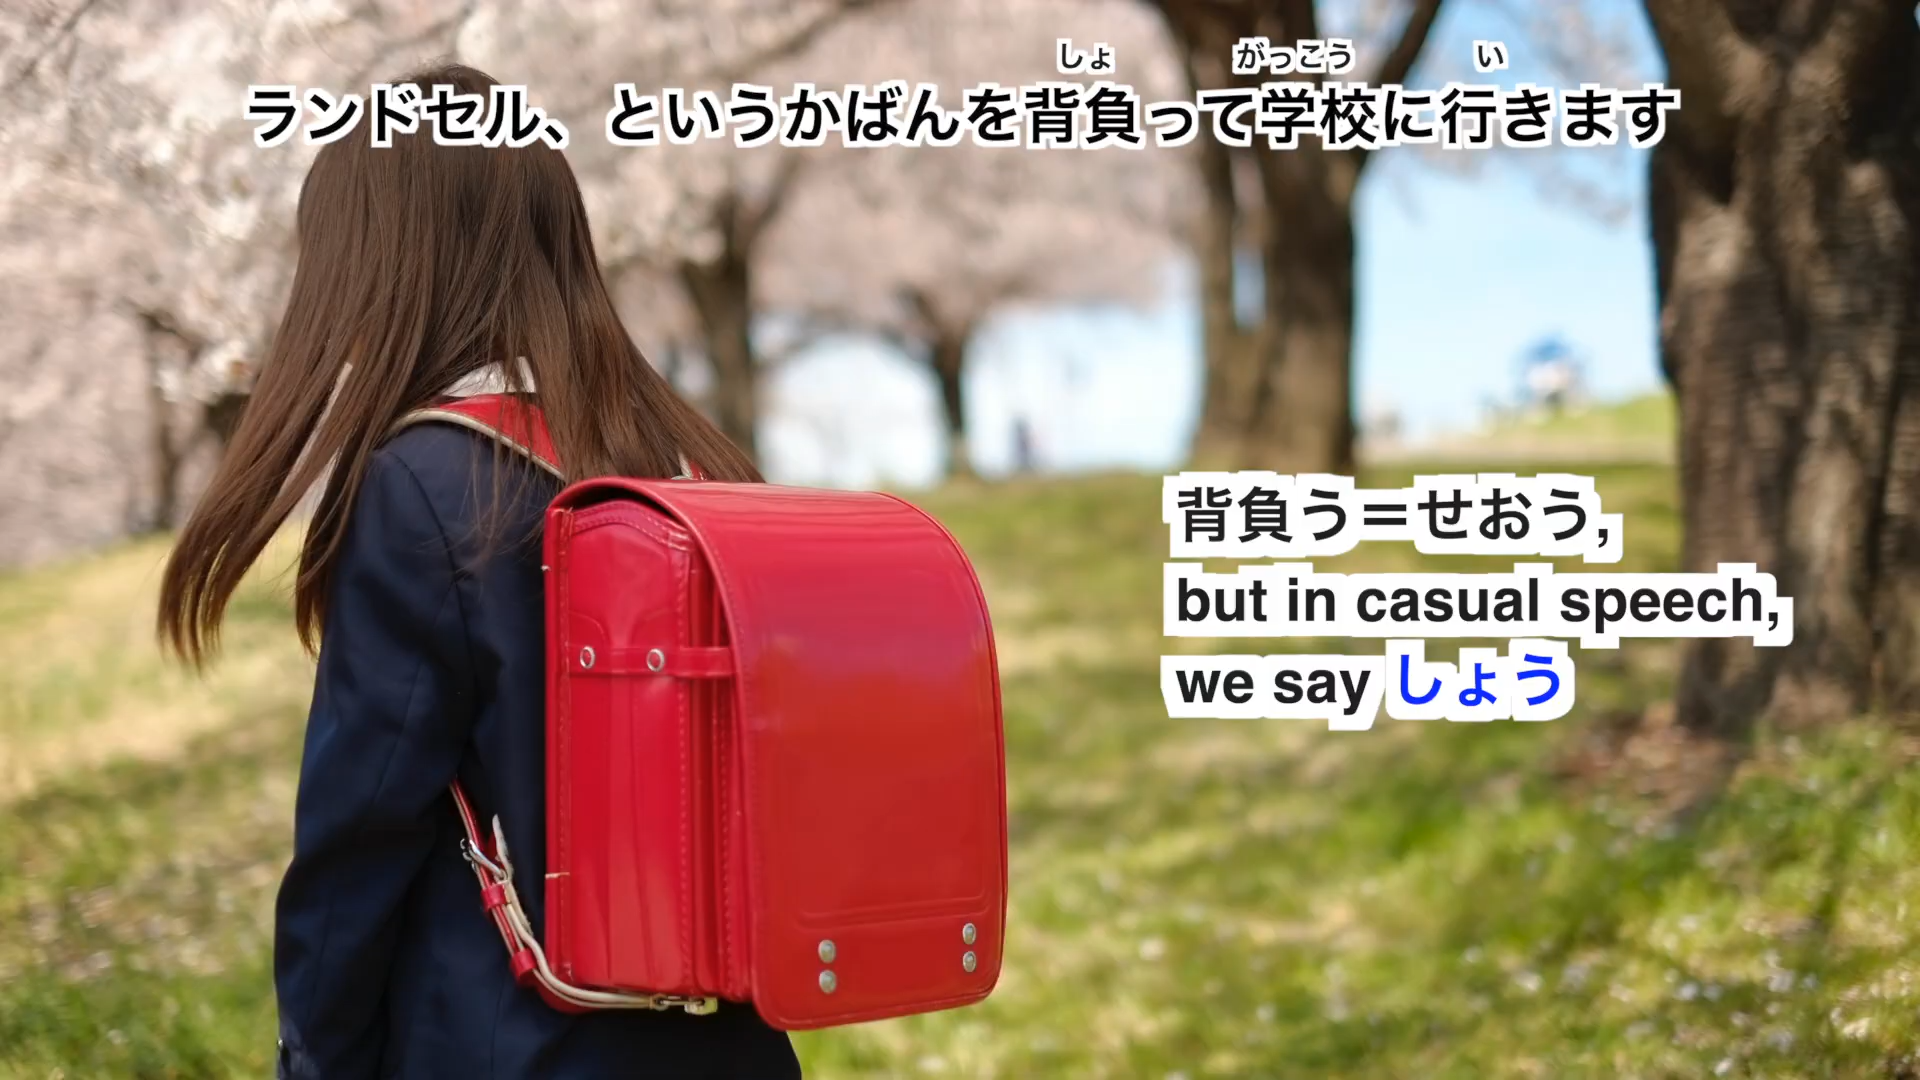 しょ がっこう い
ランドセル、というかばんを背負って学校に行きます
背負う＝せおう,
but in casual speech,
we say しょう